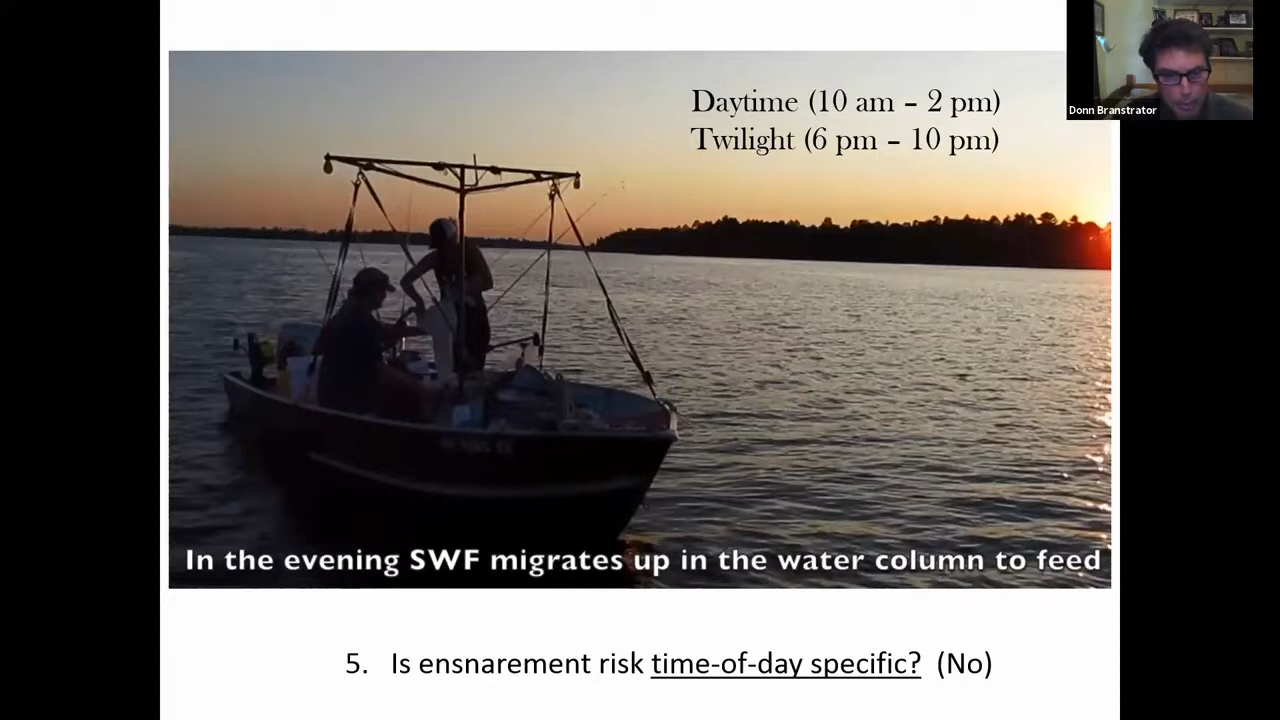 Daytime (10 am – 2 pm)
Twilight (6 pm – 10 pm)
Donn Branstrator
In the evening SWF migrates up in the water column to feed
5. Is ensnarement risk time-of-day specific? (No)